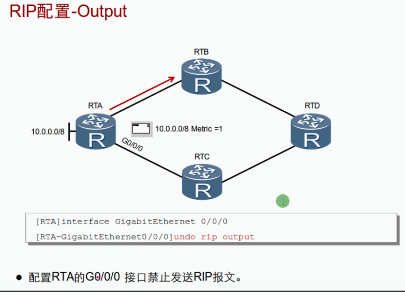 RIP配置-Output
RTB
R
RTA
10.0.0.0/8
10.0.0.0/8 Metric =1
RTD
R
R
G0/0/0
RTC
R
[RTA]interface GigabitEthernet 0/0/0
[RTA-GigabitEthernet0/0/0]undo rip output
● 配置RTA的G0/0/0 接口禁止发送RIP报文。